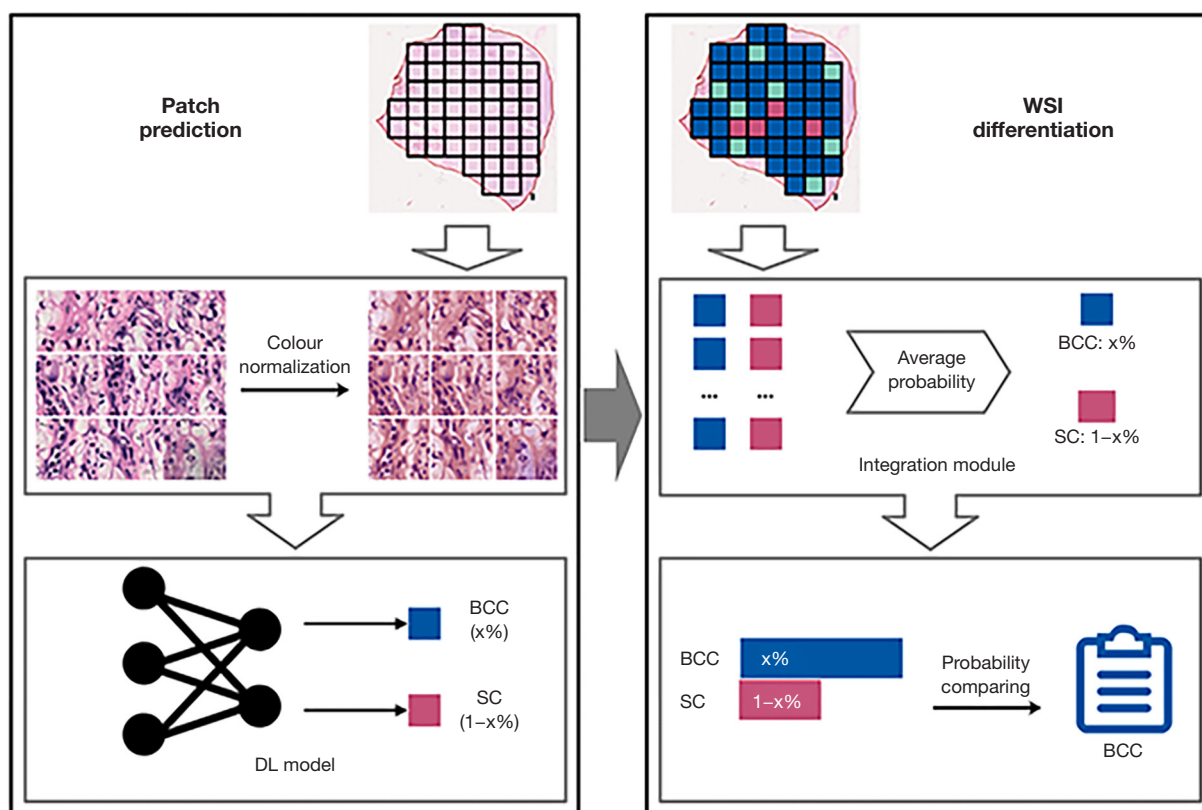 Patch
prediction
Colour
normalization
BCC
(x%)
SC
(1–x%)
DL model
WSI
differentiation
Average
probability
BCC: x%
SC: 1–x%
...
...
Integration module
BCC
x%
SC
1–x%
Probability
comparing
BCC